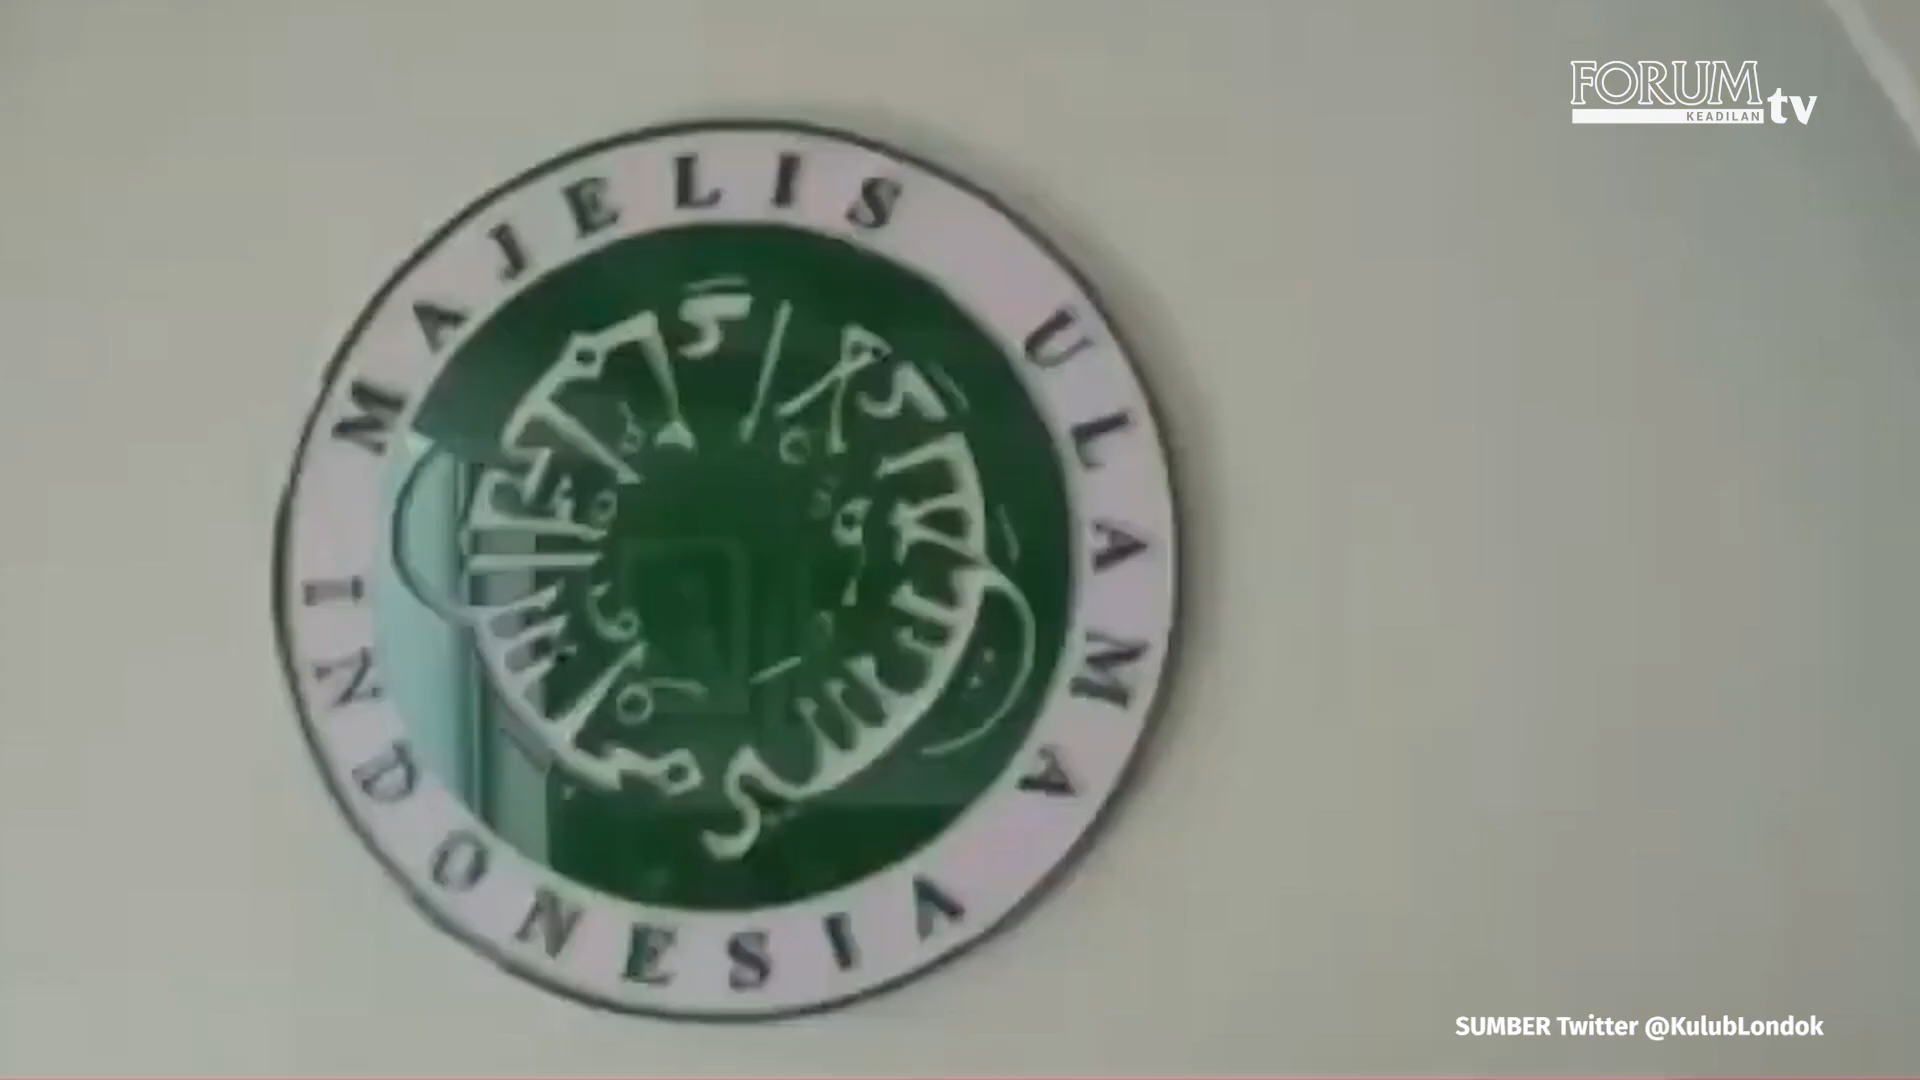 FORUM
KEADILAN
tv
MAJELIS ULAMA
INDONESIA
SUMBER Twitter @KulubLondok